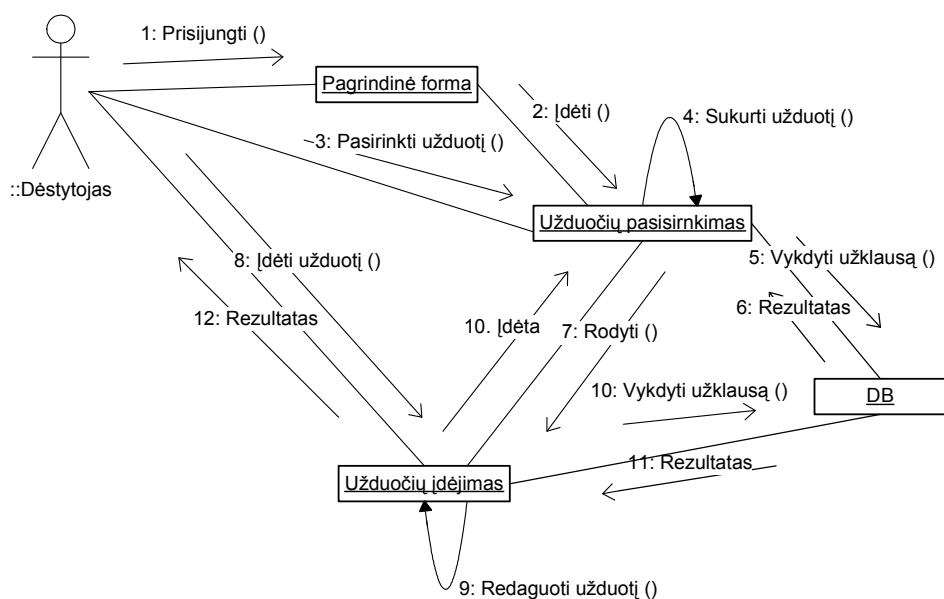 1: Prisijungti ()
Pagrindinė forma
2: Įdėti ()
4: Sukurti užduotį ()
3: Pasirinkti užduotį ()
::Dėstytojas
Užduočių pasisirnkimas
5: Vykdyti užklausą ()
8: Įdėti užduotį ()
6: Rezultatas
12: Rezultatas
10. Įdėta
7: Rodyti ()
10: Vykdyti užklausą ()
DB
11: Rezultatas
Užduočių įdėjimas
9: Redaguoti užduotį ()